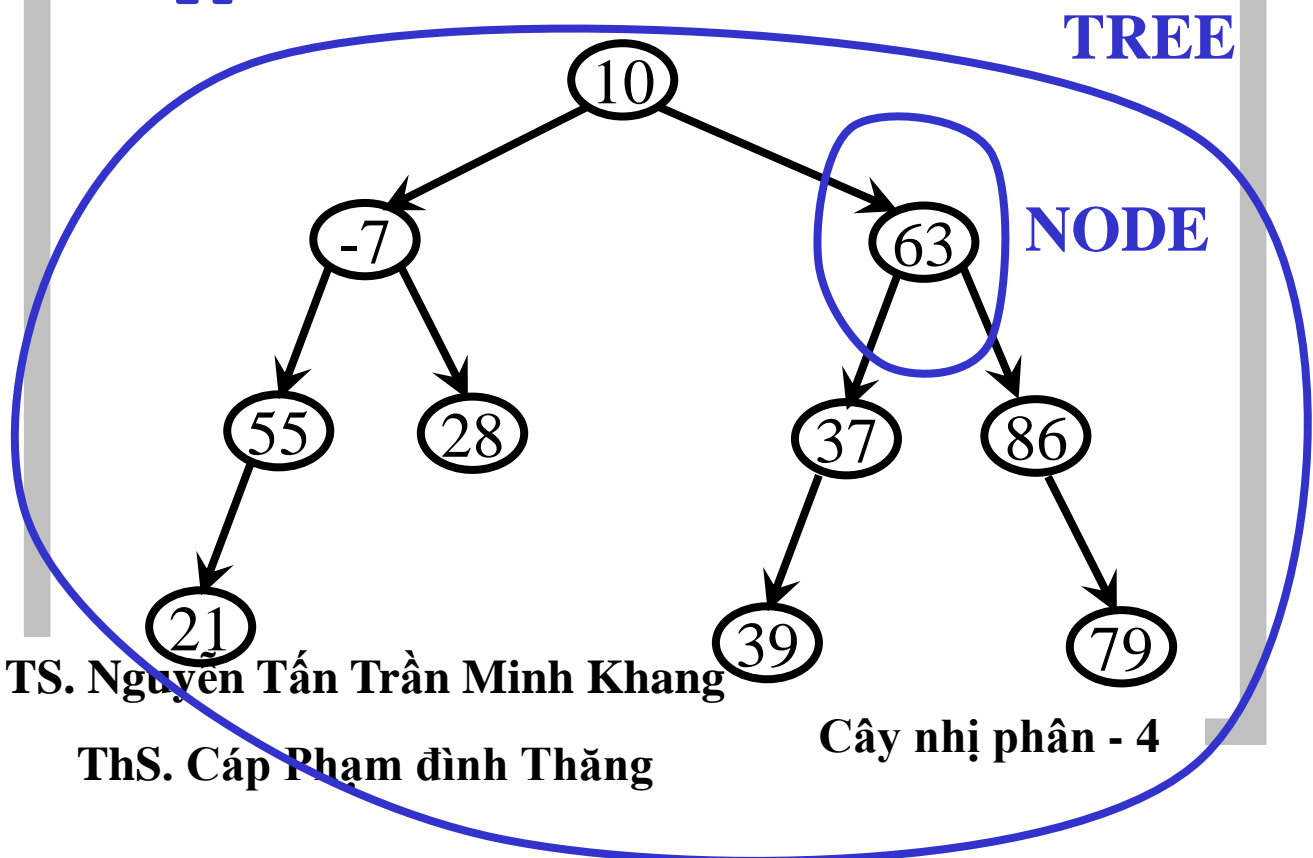 TREE
10
-7
63
NODE
55
28
37
86
21
39
79
TS. Nguyễn Tấn Trần Minh Khang
Cây nhị phân - 4
ThS. Cáp Phạm đình Thăng